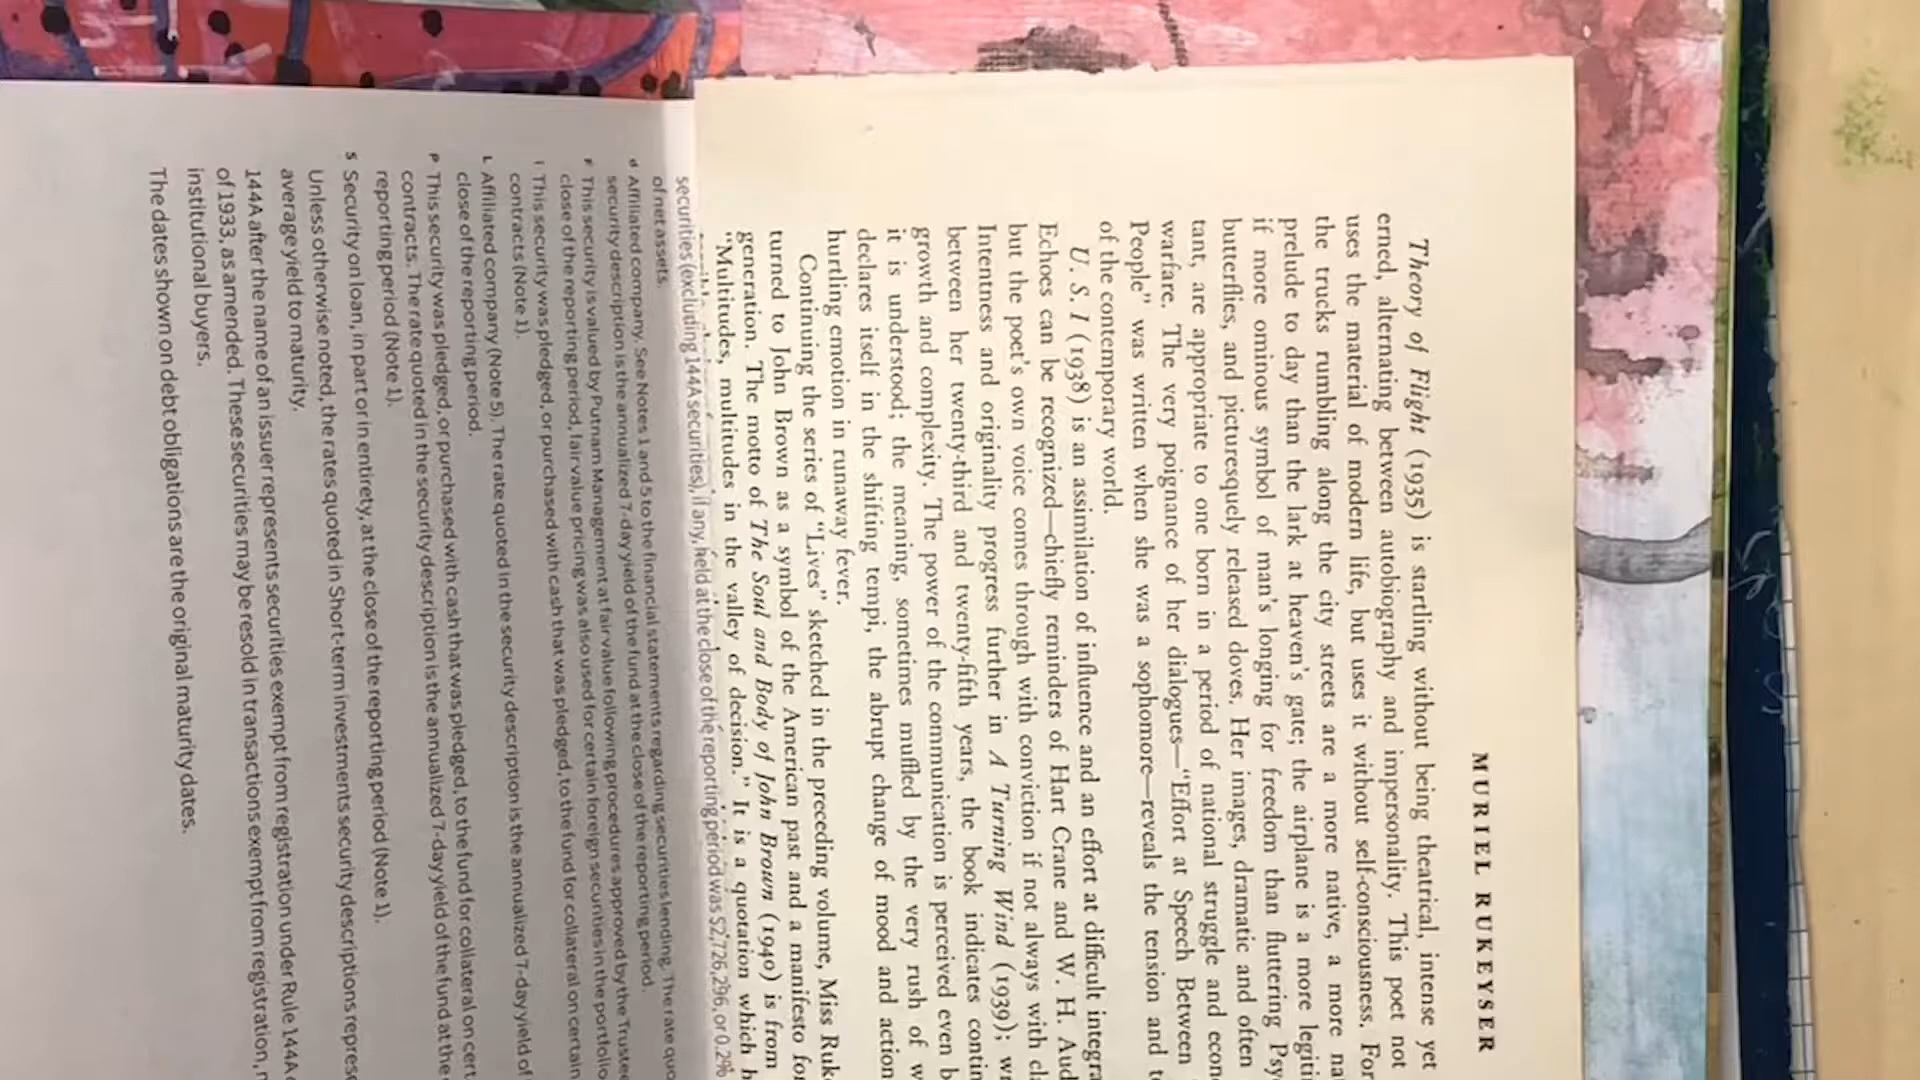 MURIEL RUKEYSER
Theory of Flight (1935) is startling without being theatrical, intense yet
erned, alternating between autobiography and impersonality. This poet not
uses the material of modern life, but uses it without self-consciousness. For
the trucks rumbling along the city streets are a more native, a more na
prelude to day than the lark at heaven's gate; the airplane is a more legiti
if more ominous symbol of man's longing for freedom than fluttering Psy
butterflies, and picturesquely released doves. Her images, dramatic and often
tant, are appropriate to one born in a period of national struggle and econ
warfare. The very poignance of her dialogues—"Effort at Speech Between
People" was written when she was a sophomore—reveals the tension and t
of the contemporary world.
U. S. 1 (1938) is an assimilation of influence and an effort at difficult integra
Echoes can be recognized—chiefly reminders of Hart Crane and W. H. Aud
but the poet's own voice comes through with conviction if not always with cla
Intentness and originality progress further in A Turning Wind (1939); wr
between her twenty-third and twenty-fifth years, the book indicates contin
growth and complexity. The power of the communication is perceived even b
it is understood; the meaning, sometimes muffled by the very rush of w
declares itself in the shifting tempi, the abrupt change of mood and action
hurtling emotion in runaway fever.
Continuing the series of "Lives" sketched in the preceding volume, Miss Ruk
turned to John Brown as a symbol of the American past and a manifesto fo
generation. The motto of The Soul and Body of John Brown (1940) is from
"Multitudes, multitudes in the valley of decision." It is a quotation which h
securities (excluding 144A securities), if any, held at the close of the reporting period was $2,726,296, or 0.2%
of net assets.
d Affiliated company. See Notes 1 and 5 to the financial statements regarding securities lending. The rate quo
security description is the annualized 7-day yield of the fund at the close of the reporting period.
F This security is valued by Putnam Management at fair value following procedures approved by the Trustee
close of the reporting period, fair value pricing was also used for certain foreign securities in the portfolio
i This security was pledged, or purchased with cash that was pledged, to the fund for collateral on certain
contracts (Note 1).
L Affiliated company (Note 5). The rate quoted in the security description is the annualized 7-day yield of
close of the reporting period.
P This security was pledged, or purchased with cash that was pledged, to the fund for collateral on cert
contracts. The rate quoted in the security description is the annualized 7-day yield of the fund at the
reporting period (Note 1).
S Security on loan, in part or in entirety, at the close of the reporting period (Note 1).
Unless otherwise noted, the rates quoted in Short-term investments security descriptions repres
average yield to maturity.
144A after the name of an issuer represents securities exempt from registration under Rule 144A
of 1933, as amended. These securities may be resold in transactions exempt from registration,
institutional buyers.
The dates shown on debt obligations are the original maturity dates.